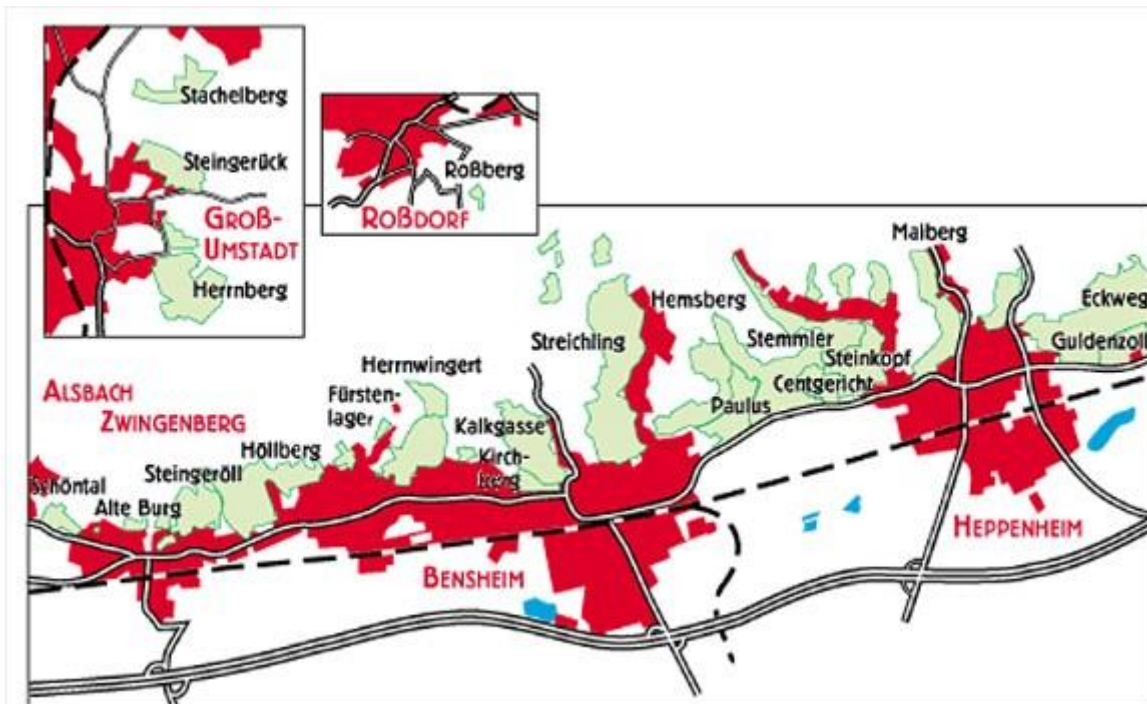 Stachelberg
Steingerück
GROẞ-
UMSTADT
Herrnberg
Roßberg
ROẞDORF
Maiberg
Eckweg
Hemsberg
Streichling
Stemmler
Guldenzoll
Steinkopf
Herrnwingert
Centgericht
Fürsten-
lager
Paulus
ALSBACH
ZWINGENBERG
Kalkgasse
Höllberg
Kirch-
berg
Steingeröll
Schöntal
Alte Burg
HEPPENHEIM
BENSHEIM